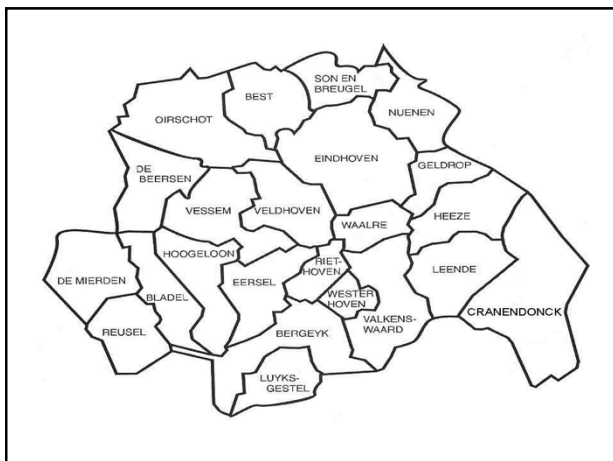 SON EN
BREUGEL
BEST
NUENEN
OIRSCHOT
EINDHOVEN
GELDROP
DE
BEERSEN
VESSEM
VELDHOVEN
WAALRE
HEEZE
HOOGELOON
RIET-
HOVEN
LEENDE
DE MIERDEN
EERSEL
BLADEL
WESTER
HOVEN
CRANENDONCK
VALKENS-
WAARD
REUSEL
BERGEYK
LUYKS-
GESTEL